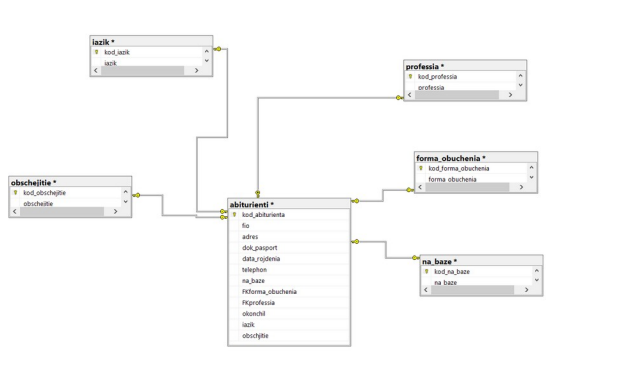 iazik *
kod_iazik
iazik
professia *
kod_professia
professia
forma_obuchenia *
kod_forma_obuchenia
forma_obuchenia
obschejitie *
kod_obschejitie
obschejitie
abiturienti *
kod_abiturienta
fio
adres
dok_pasport
data_rojdenia
telephon
na_baze
FKforma_obuchenia
FKprofessia
okonchil
iazik
obschjitie
na_baze *
kod_na_baze
na_baze